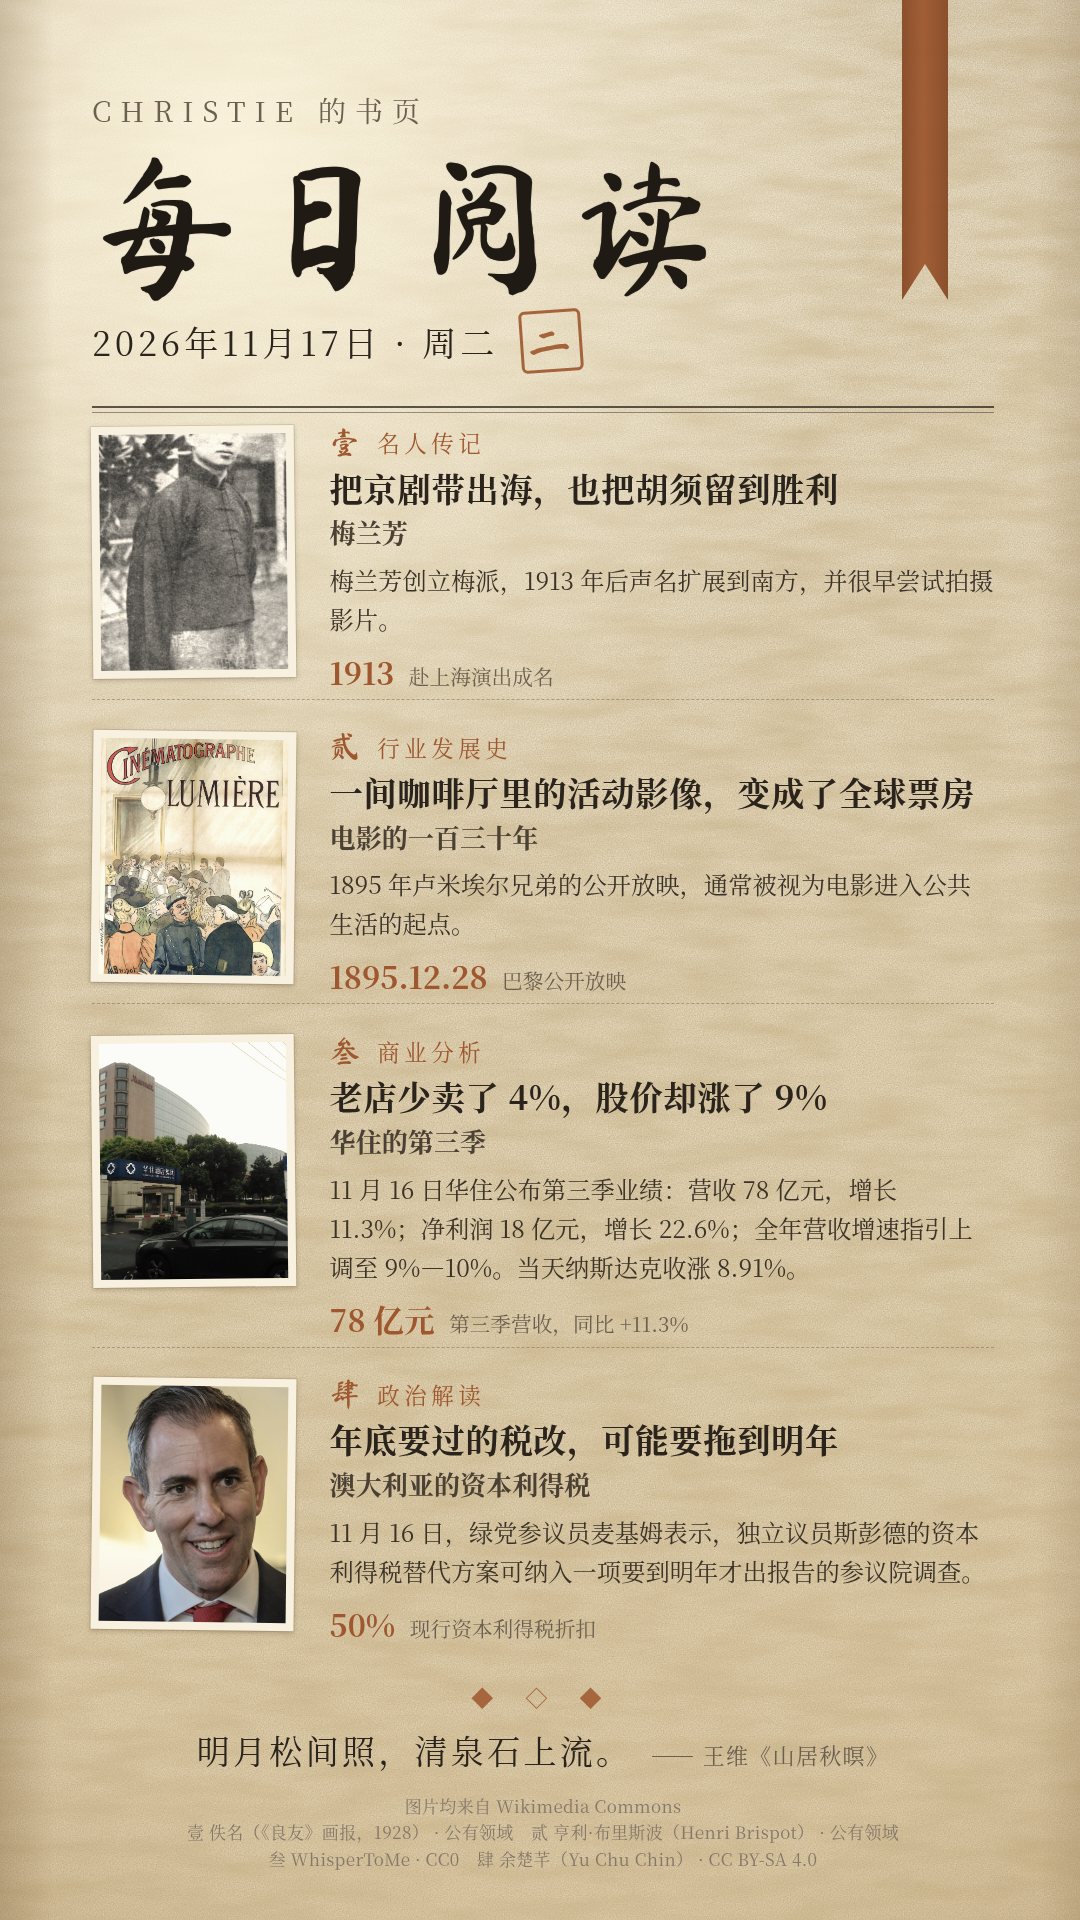 CHRISTIE 的书页
每日阅读
2026年11月17日 · 周二 二
壹 名人传记
把京剧带出海，也把胡须留到胜利
梅兰芳
梅兰芳创立梅派，1913 年后声名扩展到南方，并很早尝试拍摄
影片。
1913 赴上海演出成名
CINÉMATOGRAPHE
LUMIÈRE
贰 行业发展史
一间咖啡厅里的活动影像，变成了全球票房
电影的一百三十年
1895 年卢米埃尔兄弟的公开放映，通常被视为电影进入公共
生活的起点。
1895.12.28 巴黎公开放映
叁 商业分析
老店少卖了 4%，股价却涨了 9%
华住的第三季
11 月 16 日华住公布第三季业绩：营收 78 亿元，增长
11.3%；净利润 18 亿元，增长 22.6%；全年营收增速指引上
调至 9%—10%。当天纳斯达克收涨 8.91%。
78 亿元 第三季营收，同比 +11.3%
肆 政治解读
年底要过的税改，可能要拖到明年
澳大利亚的资本利得税
11 月 16 日，绿党参议员麦基姆表示，独立议员斯彭德的资本
利得税替代方案可纳入一项要到明年才出报告的参议院调查。
50% 现行资本利得税折扣
明月松间照，清泉石上流。 —— 王维《山居秋暝》
图片均来自 Wikimedia Commons
壹 佚名（《良友》画报，1928） · 公有领域 贰 亨利·布里斯波（Henri Brispot） · 公有领域
叁 WhisperToMe · CC0 肆 余楚芊（Yu Chu Chin） · CC BY-SA 4.0